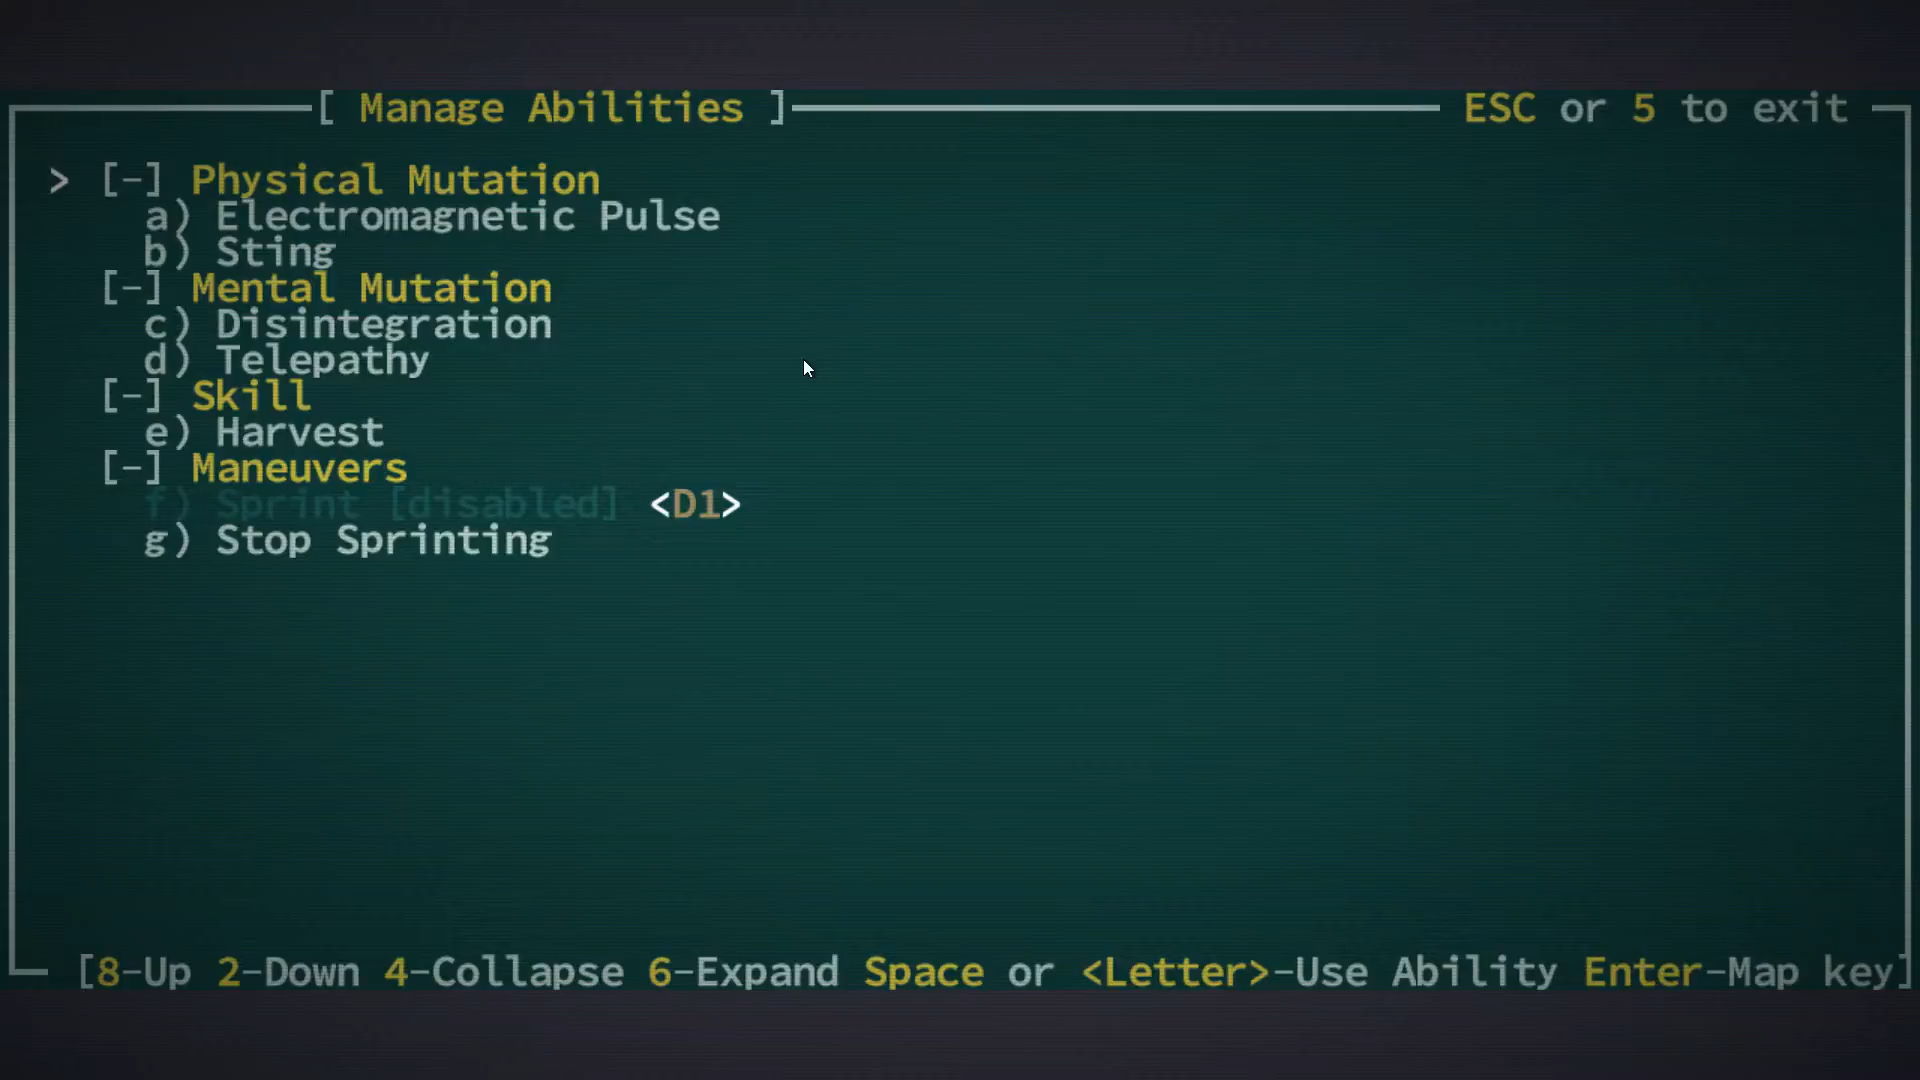 [ Manage Abilities ] ESC or 5 to exit
> [-] Physical Mutation
a) Electromagnetic Pulse
b) Sting
[-] Mental Mutation
c) Disintegration
d) Telepathy
[-] Skill
e) Harvest
[-] Maneuvers
f) Sprint [disabled] <D1>
g) Stop Sprinting
[8-Up 2-Down 4-Collapse 6-Expand Space or <Letter>-Use Ability Enter-Map key]